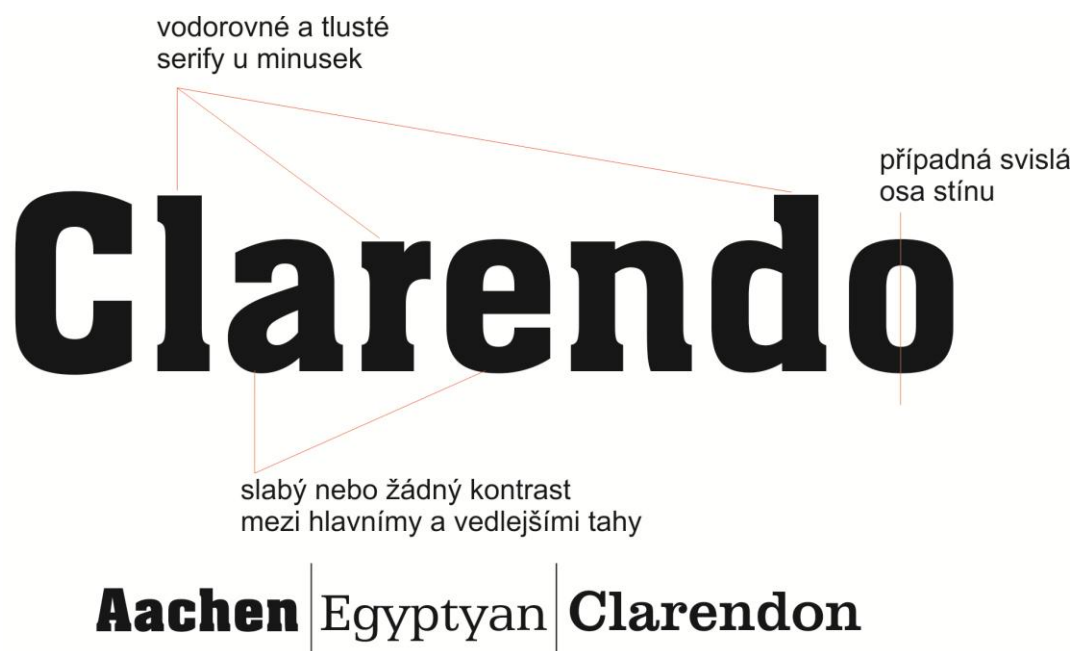 vodorovné a tlusté
serify u minusek
případná svislá
osa stínu
Clarendo
slabý nebo žádný kontrast
mezi hlavnímy a vedlejšími tahy
Aachen Egyptyan Clarendon